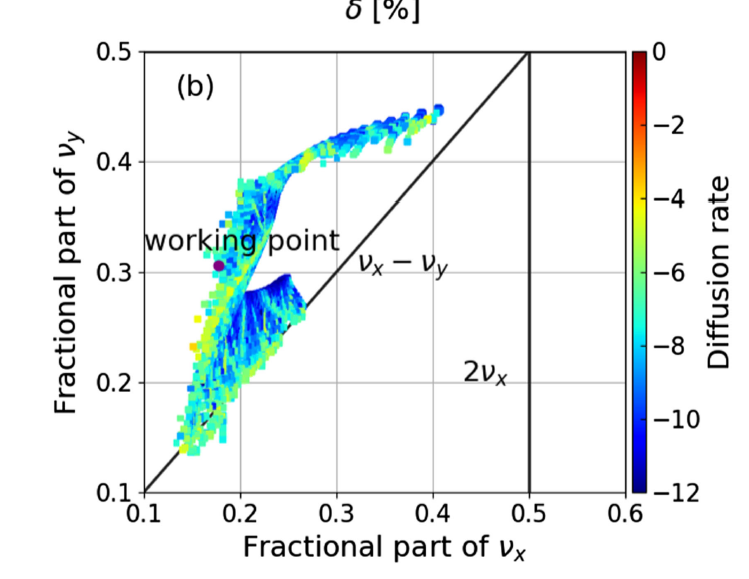 δ [%]
(b)
Fractional part of νy
0.5
0.4
0.3
0.2
0.1
working point
νx − νy
2νx
0.1
0.2
0.3
0.4
0.5
0.6
Fractional part of νx
0
−2
−4
−6
−8
−10
−12
Diffusion rate